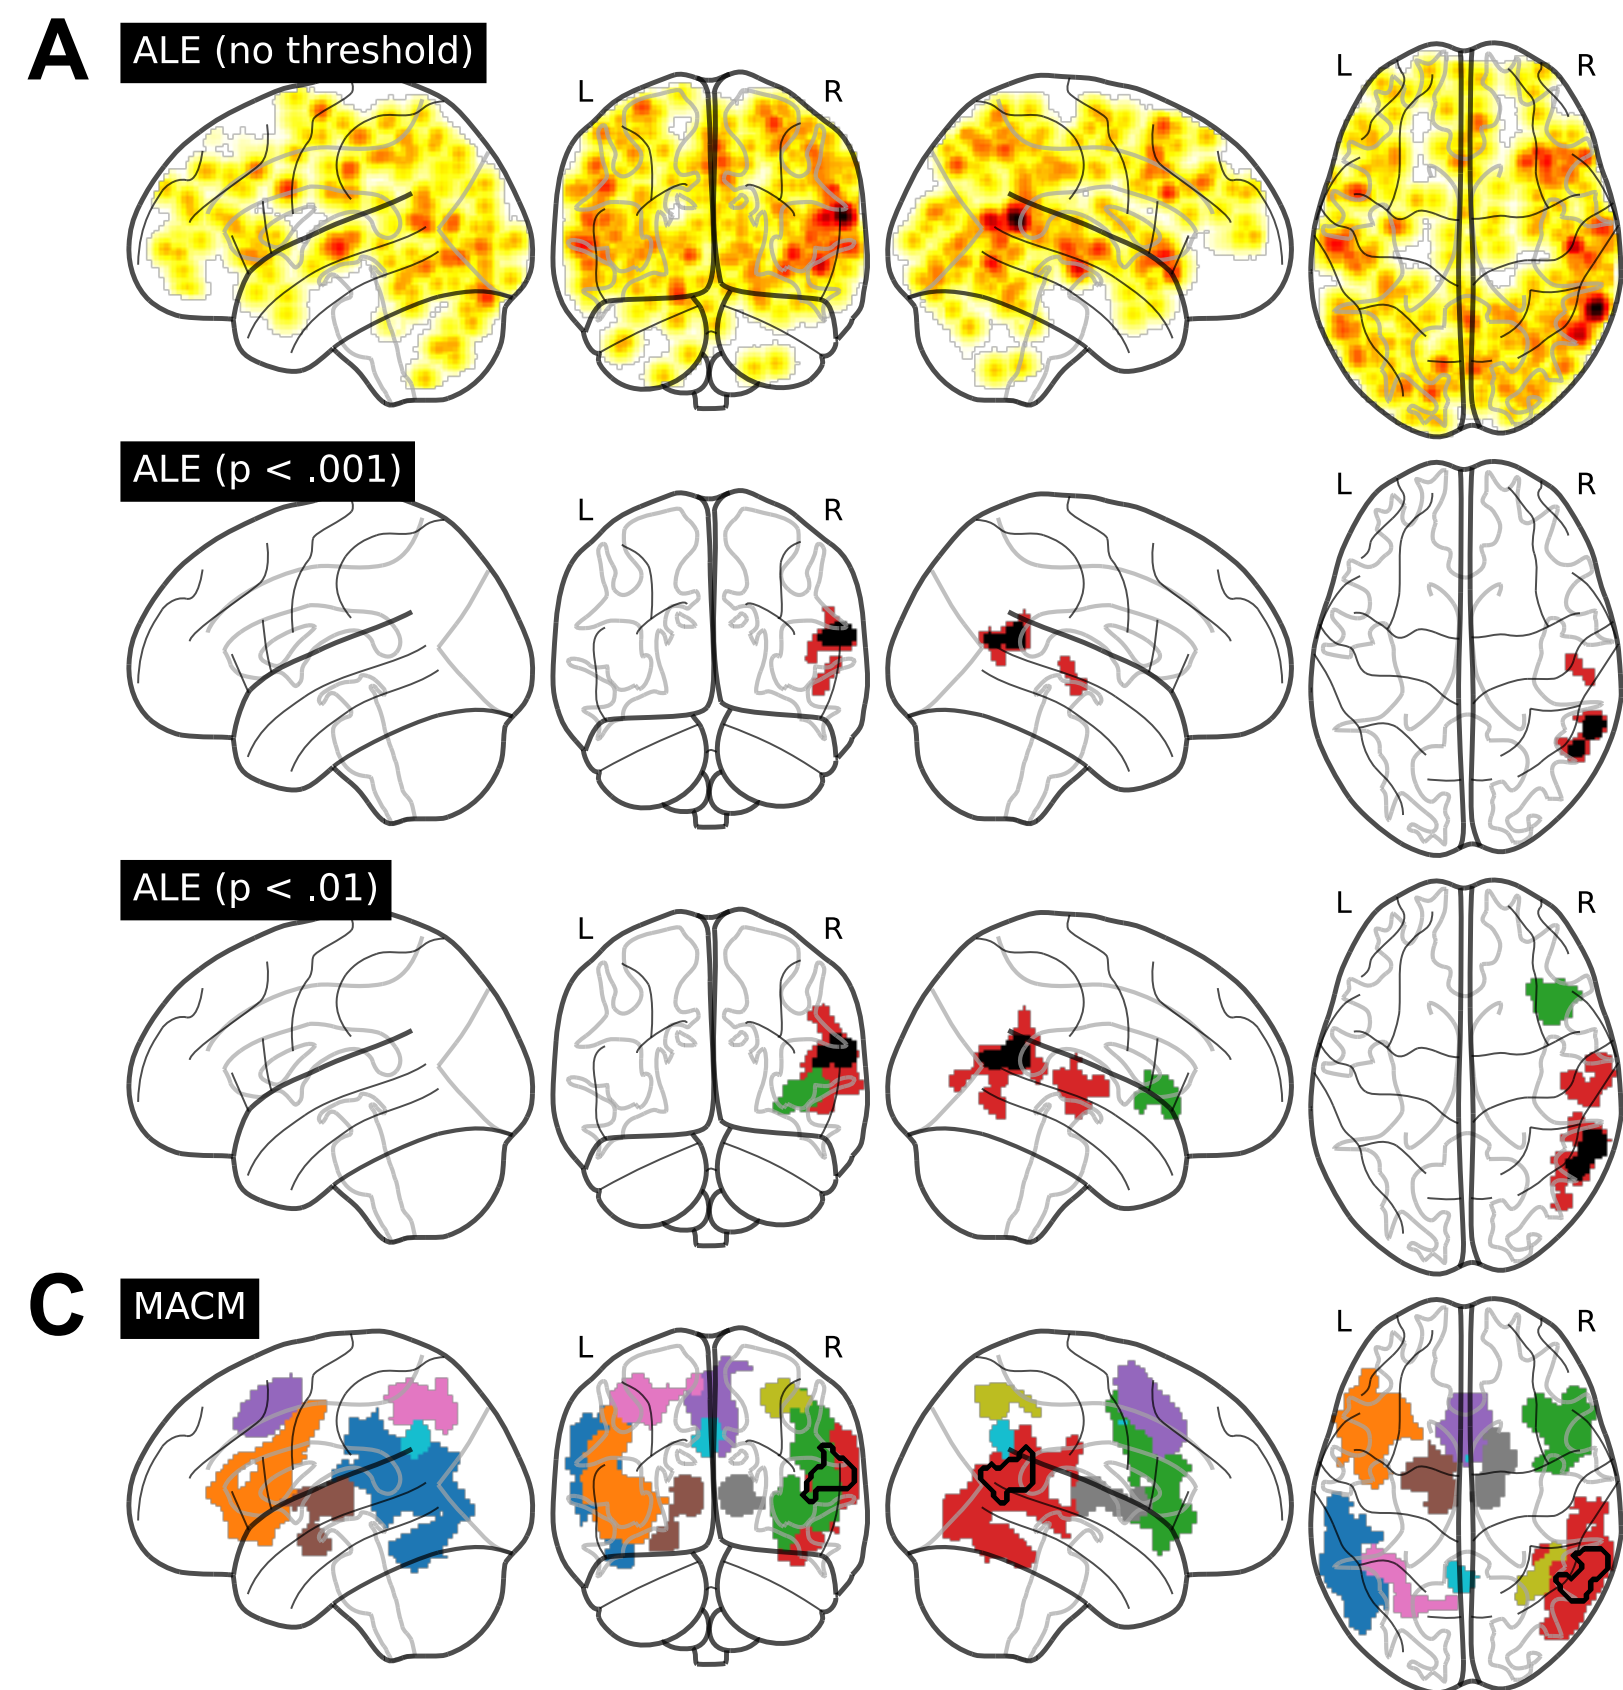 A
ALE (no threshold)
L R
L R
ALE (p < .001)
L R
L R
ALE (p < .01)
L R
L R
C
MACM
L R
L R